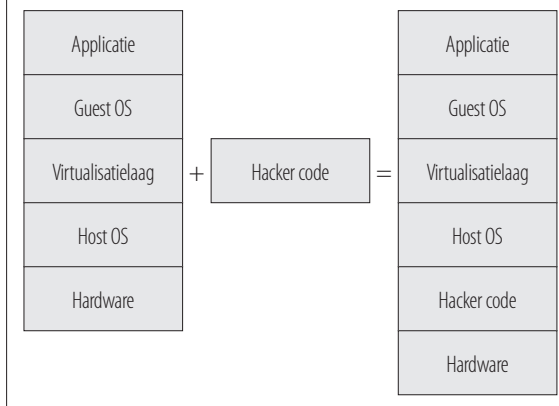 Applicatie
Guest OS
Virtualisatielaag
Host OS
Hardware
+
Hacker code
=
Applicatie
Guest OS
Virtualisatielaag
Host OS
Hacker code
Hardware